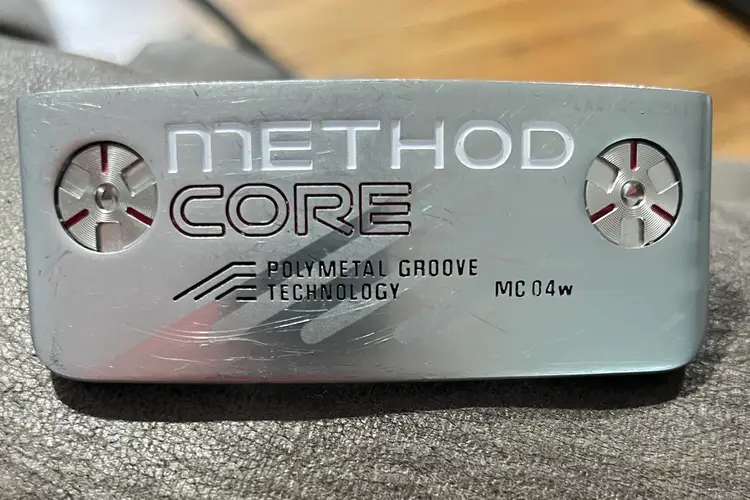 METHOD
CORE
POLYMETAL GROOVE
TECHNOLOGY
MC 04w